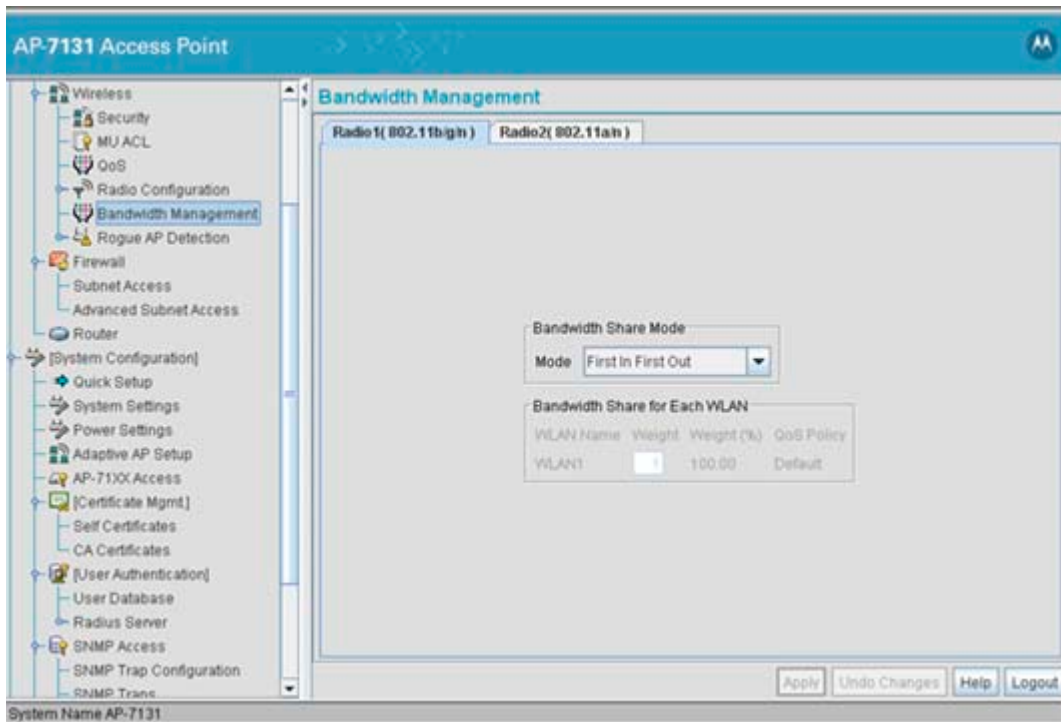 AP-7131 Access Point
Wireless
Security
MU ACL
QoS
Radio Configuration
Bandwidth Management
Rogue AP Detection
Firewall
Subnet Access
Advanced Subnet Access
Router
[System Configuration]
Quick Setup
System Settings
Power Settings
Adaptive AP Setup
AP-71XX Access
[Certificate Mgmt.]
Self Certificates
CA Certificates
[User Authentication]
User Database
Radius Server
SNMP Access
SNMP Trap Configuration
SNMP Traps
Bandwidth Management
Radio1( 802.11b/g/n ) Radio2( 802.11a/n )
Bandwidth Share Mode
Mode First In First Out
Bandwidth Share for Each WLAN
WLAN Name Weight Weight (%) QoS Policy
WLAN1 1 100.00 Default
Apply Undo Changes Help Logout
System Name AP-7131